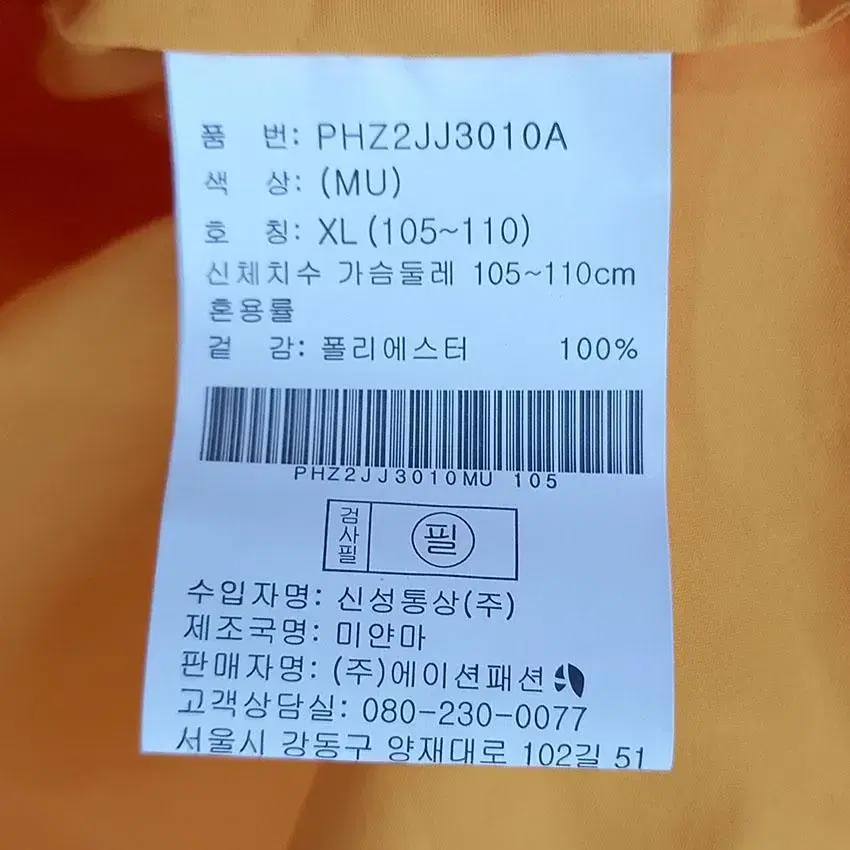 품 번: PHZ2JJ3010A
색 상: (MU)
호 칭: XL (105~110)
신체치수 가슴둘레 105~110cm
혼용률
겉 감: 폴리에스터 100%
PHZ2JJ3010MU 105
검사필 필
수입자명: 신성통상(주)
제조국명: 미얀마
판매자명: (주)에이션패션
고객상담실: 080-230-0077
서울시 강동구 양재대로 102길 51